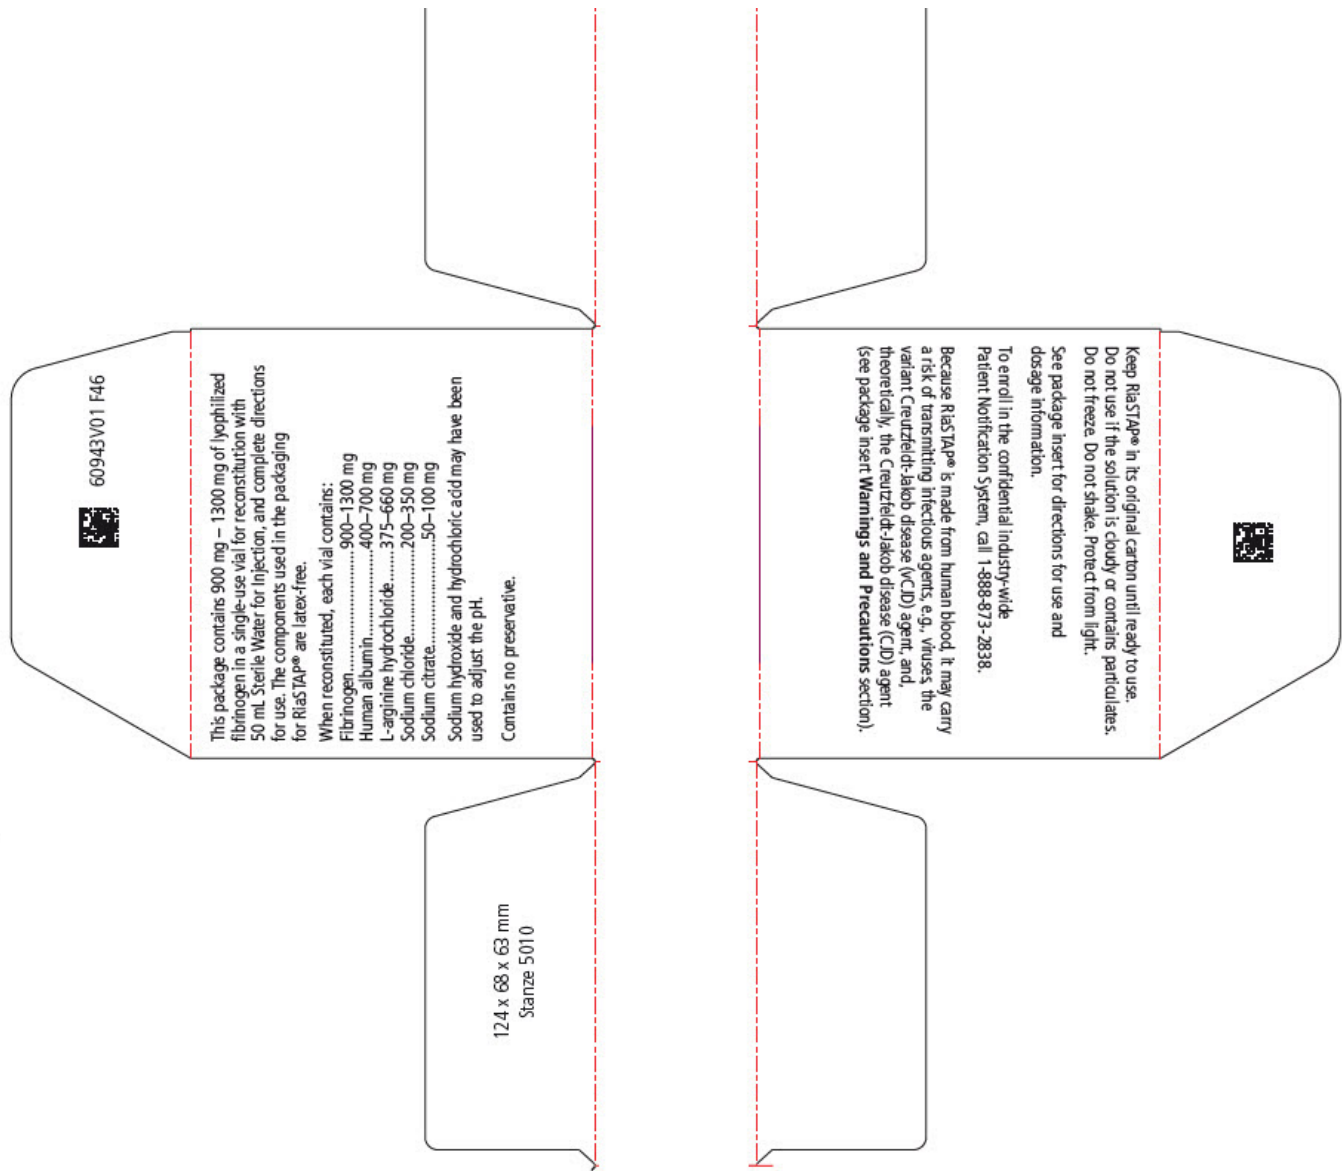 60943V01 F46
This package contains 900 mg – 1300 mg of lyophilized
fibrinogen in a single-use vial for reconstitution with
50 mL Sterile Water for Injection, and complete directions
for use. The components used in the packaging
for RiaSTAP® are latex-free.
When reconstituted, each vial contains:
Fibrinogen..............................................900–1300 mg
Human albumin..............................400–700 mg
L-arginine hydrochloride.........375–660 mg
Sodium chloride..............................200–350 mg
Sodium citrate..................................50–100 mg
Sodium hydroxide and hydrochloric acid may have been
used to adjust the pH.
Contains no preservative.
124 x 68 x 63 mm
Stanze 5010
Keep RiaSTAP® in its original carton until ready to use.
Do not use if the solution is cloudy or contains particulates.
Do not freeze. Do not shake. Protect from light.
See package insert for directions for use and
dosage information.
To enroll in the confidential industry-wide
Patient Notification System, call 1-888-873-2838.
Because RiaSTAP® is made from human blood, it may carry
a risk of transmitting infectious agents, e.g., viruses, the
variant Creutzfeldt-Jakob disease (vCJD) agent, and,
theoretically, the Creutzfeldt-Jakob disease (CJD) agent
(see package insert Warnings and Precautions section).